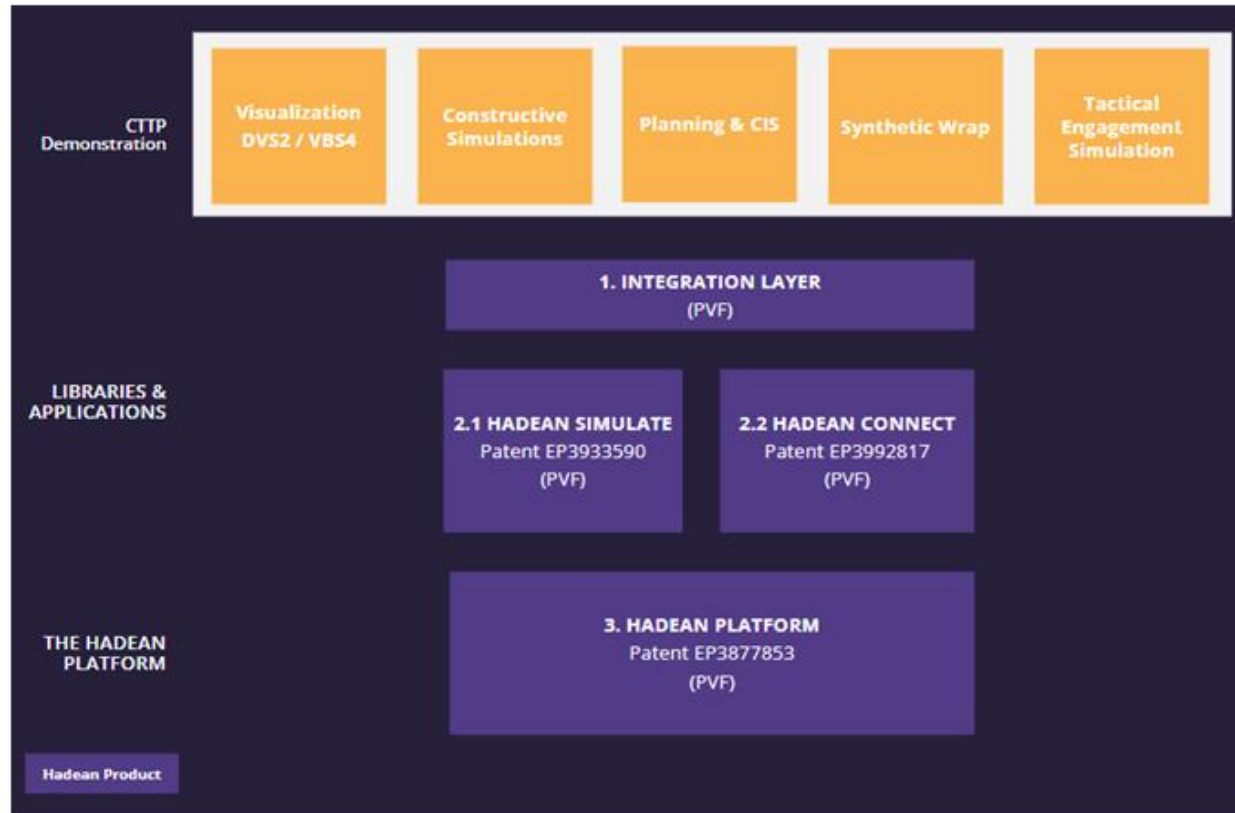 CTTP
Demonstration
Visualization
DVS2 / VBS4
Constructive
Simulations
Planning & CIS
Synthetic Wrap
Tactical
Engagement
Simulation
LIBRARIES &
APPLICATIONS
1. INTEGRATION LAYER
(PVF)
2.1 HADEAN SIMULATE
Patent EP3933590
(PVF)
2.2 HADEAN CONNECT
Patent EP3992817
(PVF)
THE HADEAN
PLATFORM
3. HADEAN PLATFORM
Patent EP3877853
(PVF)
Hadean Product